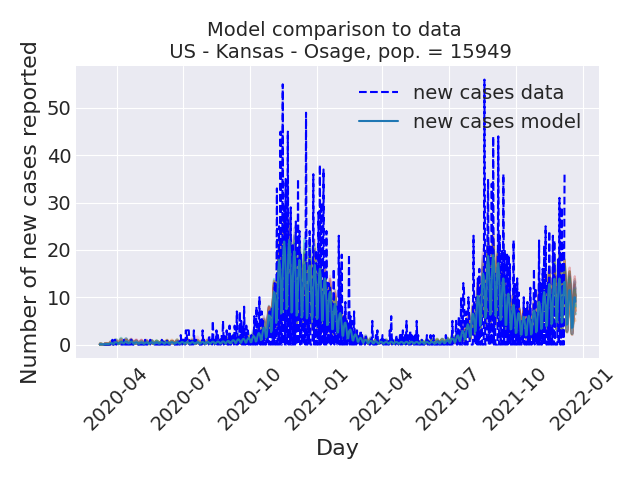 Model comparison to data
US - Kansas - Osage, pop. = 15949
Number of new cases reported
50
40
30
20
10
0
new cases data
new cases model
2020-04
2020-07
2020-10
2021-01
2021-04
2021-07
2021-10
2022-01
Day